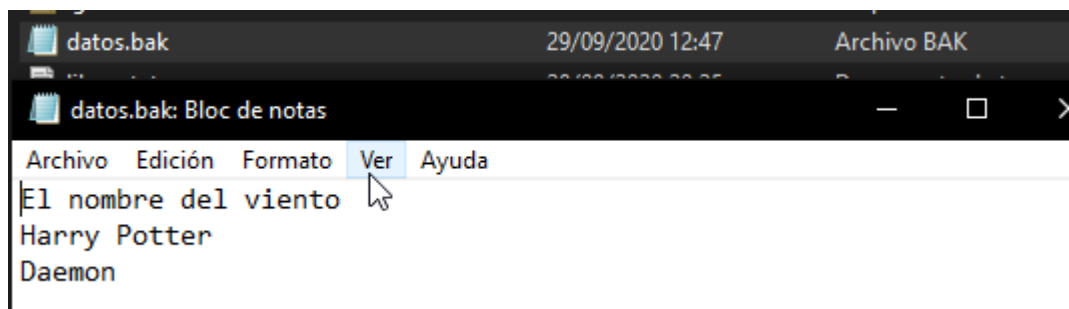 datos.bak 29/09/2020 12:47 Archivo BAK
datos.bak: Bloc de notas
Archivo Edición Formato Ver Ayuda
El nombre del viento
Harry Potter
Daemon